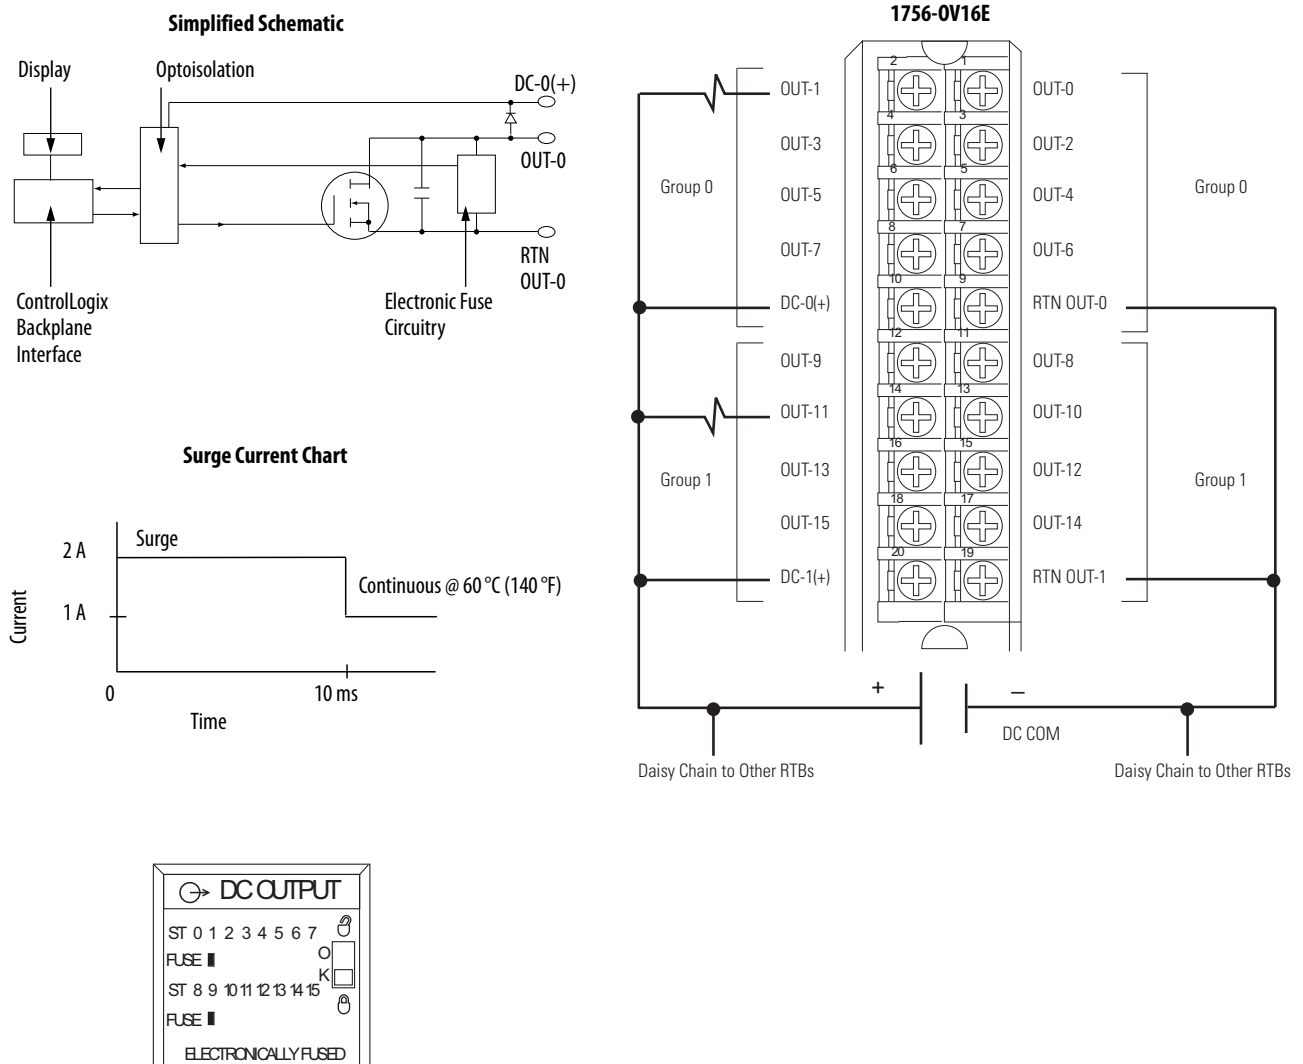 Simplified Schematic
Display
Optoisolation
DC-0(+)
OUT-0
RTN
OUT-0
ControlLogix
Backplane
Interface
Electronic Fuse
Circuitry
Surge Current Chart
Current
2 A
1 A
Surge
Continuous @ 60 °C (140 °F)
0
10 ms
Time
1756-OV16E
2 1
OUT-1
OUT-0
4 3
OUT-3
OUT-2
6 5
Group 0
OUT-5
OUT-4
Group 0
8 7
OUT-7
OUT-6
10 9
DC-0(+)
RTN OUT-0
12 11
OUT-9
OUT-8
14 13
OUT-11
OUT-10
16 15
Group 1
OUT-13
OUT-12
Group 1
18 17
OUT-15
OUT-14
20 19
DC-1(+)
RTN OUT-1
+ –
DC COM
Daisy Chain to Other RTBs
Daisy Chain to Other RTBs
DC OUTPUT
ST 0 1 2 3 4 5 6 7
FUSE
O
K
ST 8 9 10 11 12 13 14 15
FUSE
ELECTRONICALLY FUSED